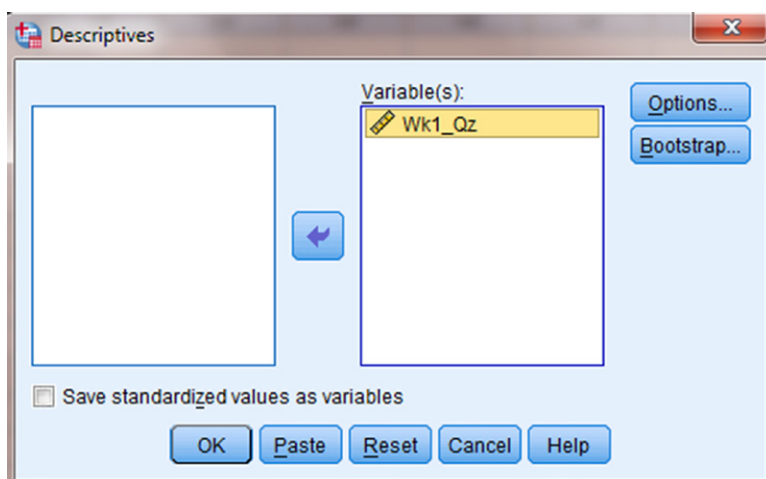 Descriptives
x
Variable(s):
Wk1_Qz
Options...
Bootstrap...
Save standardized values as variables
OK Paste Reset Cancel Help